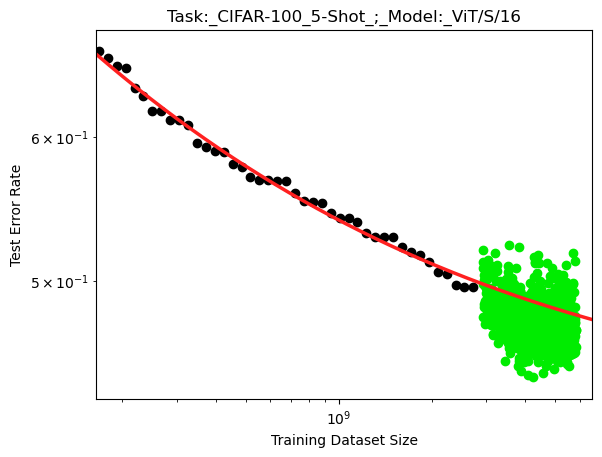 Task:_CIFAR-100_5-Shot_;_Model:_ViT/S/16
6 × 10⁻¹
5 × 10⁻¹
Test Error Rate
10⁹
Training Dataset Size